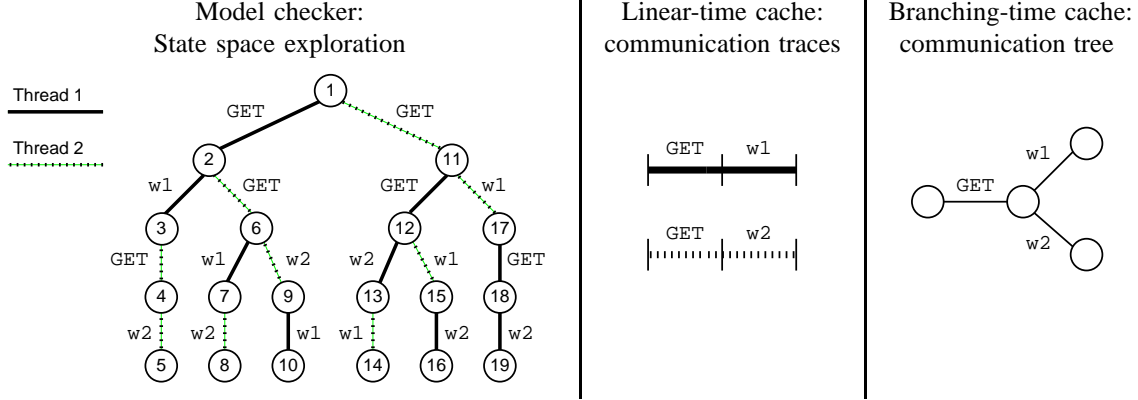 Model checker:
State space exploration
Linear-time cache:
communication traces
Branching-time cache:
communication tree
Thread 1
Thread 2
1
GET GET
2 11
w1 GET GET w1
3 6 12 17
GET w1 w2 w2 w1 GET
4 7 9 13 15 18
w2 w2 w1 w1 w2 w2
5 8 10 14 16 19
GET w1
GET w2
w1
GET
w2